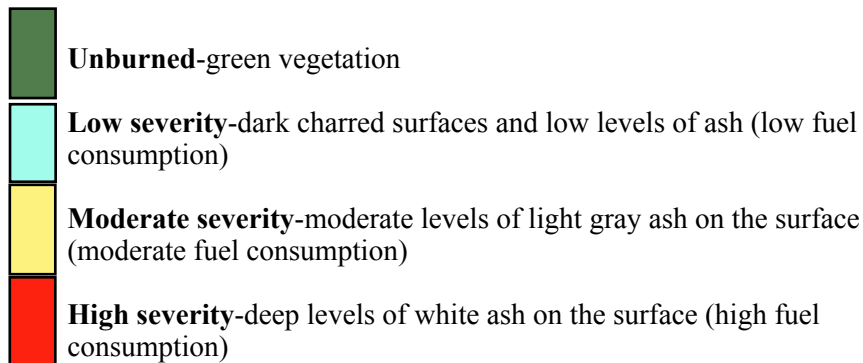 Unburned-green vegetation
Low severity-dark charred surfaces and low levels of ash (low fuel
consumption)
Moderate severity-moderate levels of light gray ash on the surface
(moderate fuel consumption)
High severity-deep levels of white ash on the surface (high fuel
consumption)